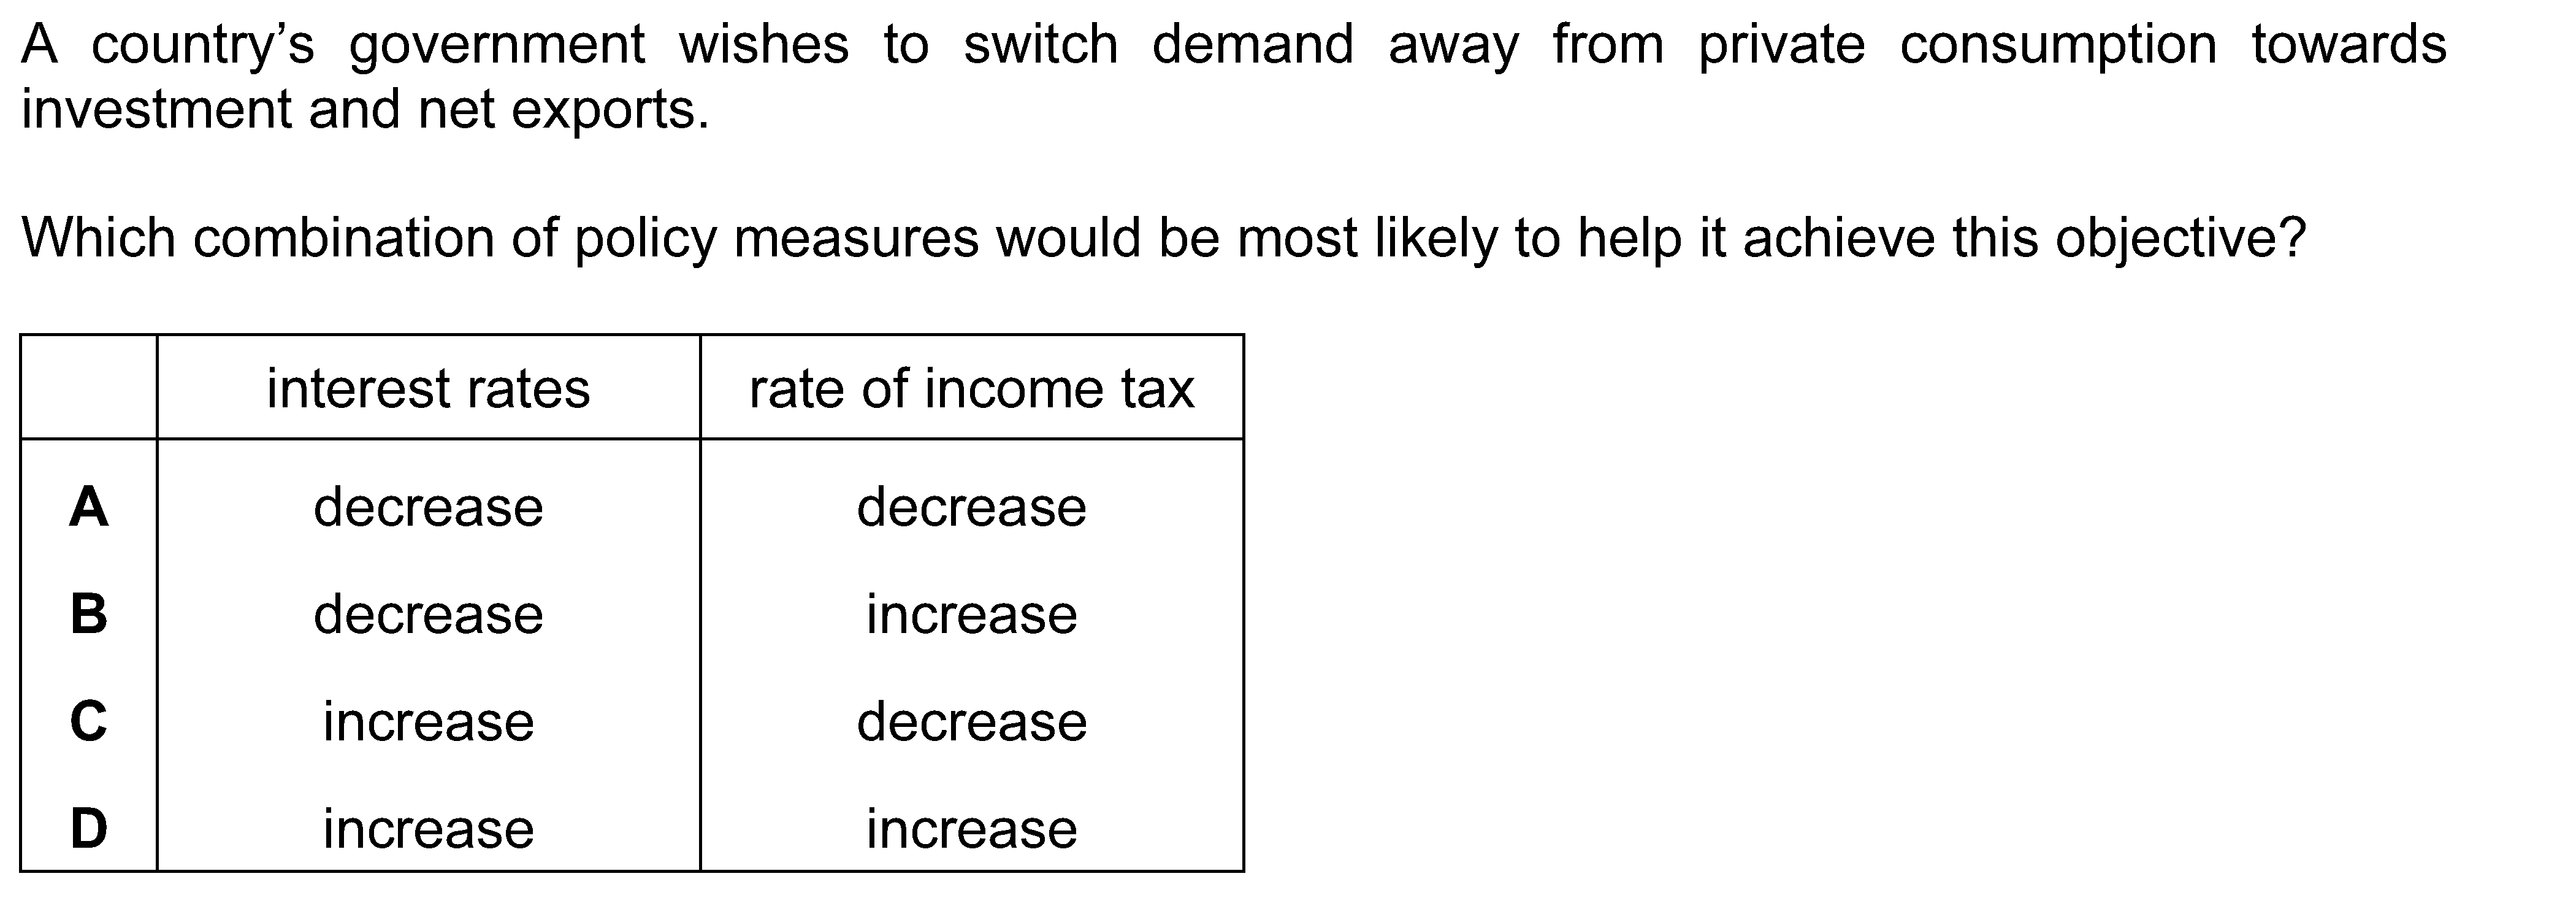 A country’s government wishes to switch demand away from private consumption towards
investment and net exports.
Which combination of policy measures would be most likely to help it achieve this objective?
interest rates rate of income tax
A decrease decrease
B decrease increase
C increase decrease
D increase increase